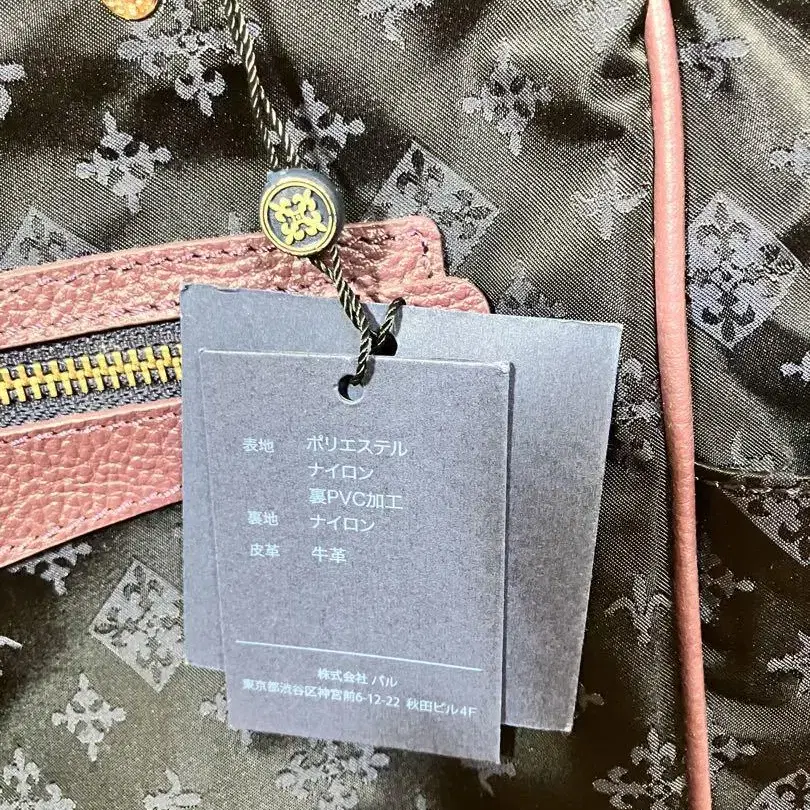 表地 ポリエステル
ナイロン
裏PVC加工
裏地 ナイロン
皮革 牛革
株式会社 パル
東京都渋谷区神宮前6-12-22 秋田ビル4F